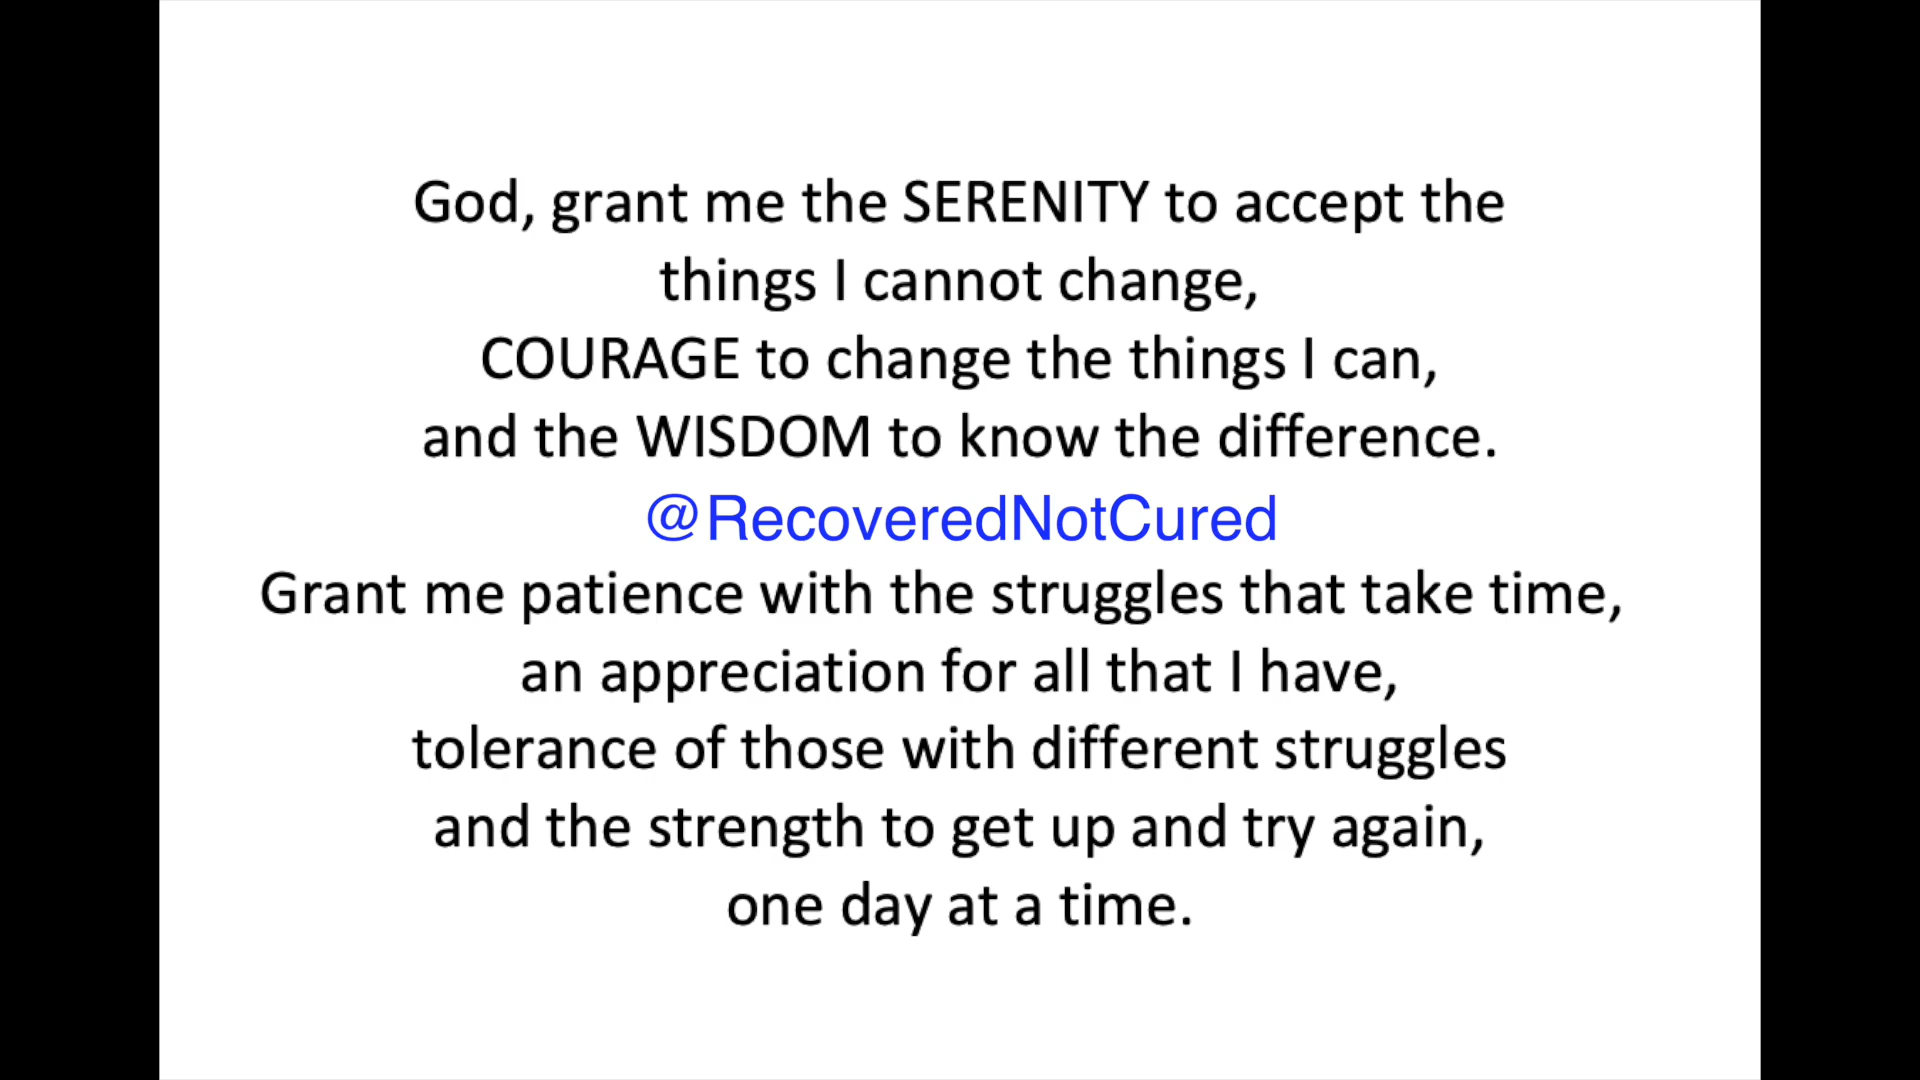 God, grant me the SERENITY to accept the
things I cannot change,
COURAGE to change the things I can,
and the WISDOM to know the difference.
@RecoveredNotCured
Grant me patience with the struggles that take time,
an appreciation for all that I have,
tolerance of those with different struggles
and the strength to get up and try again,
one day at a time.